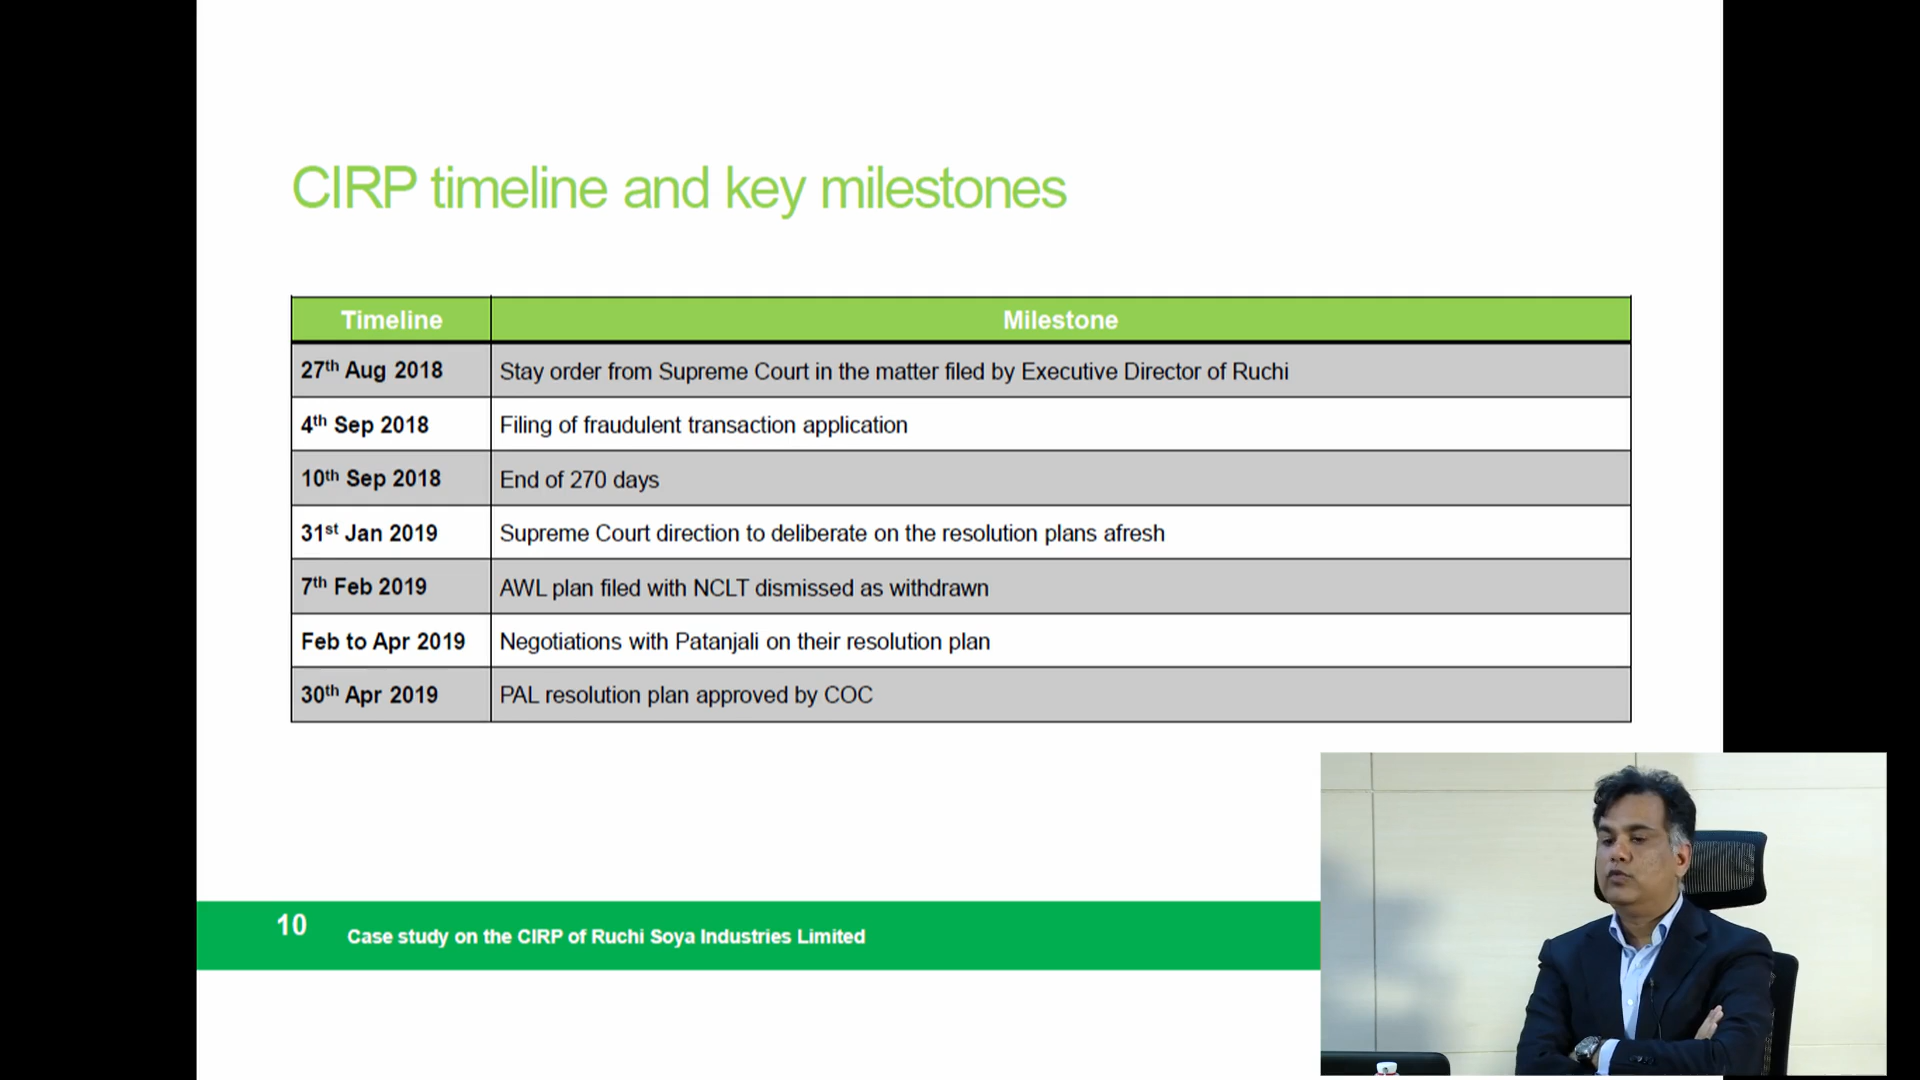 CIRP timeline and key milestones
Timeline Milestone
27th Aug 2018 Stay order from Supreme Court in the matter filed by Executive Director of Ruchi
4th Sep 2018 Filing of fraudulent transaction application
10th Sep 2018 End of 270 days
31st Jan 2019 Supreme Court direction to deliberate on the resolution plans afresh
7th Feb 2019 AWL plan filed with NCLT dismissed as withdrawn
Feb to Apr 2019 Negotiations with Patanjali on their resolution plan
30th Apr 2019 PAL resolution plan approved by COC
10 Case study on the CIRP of Ruchi Soya Industries Limited